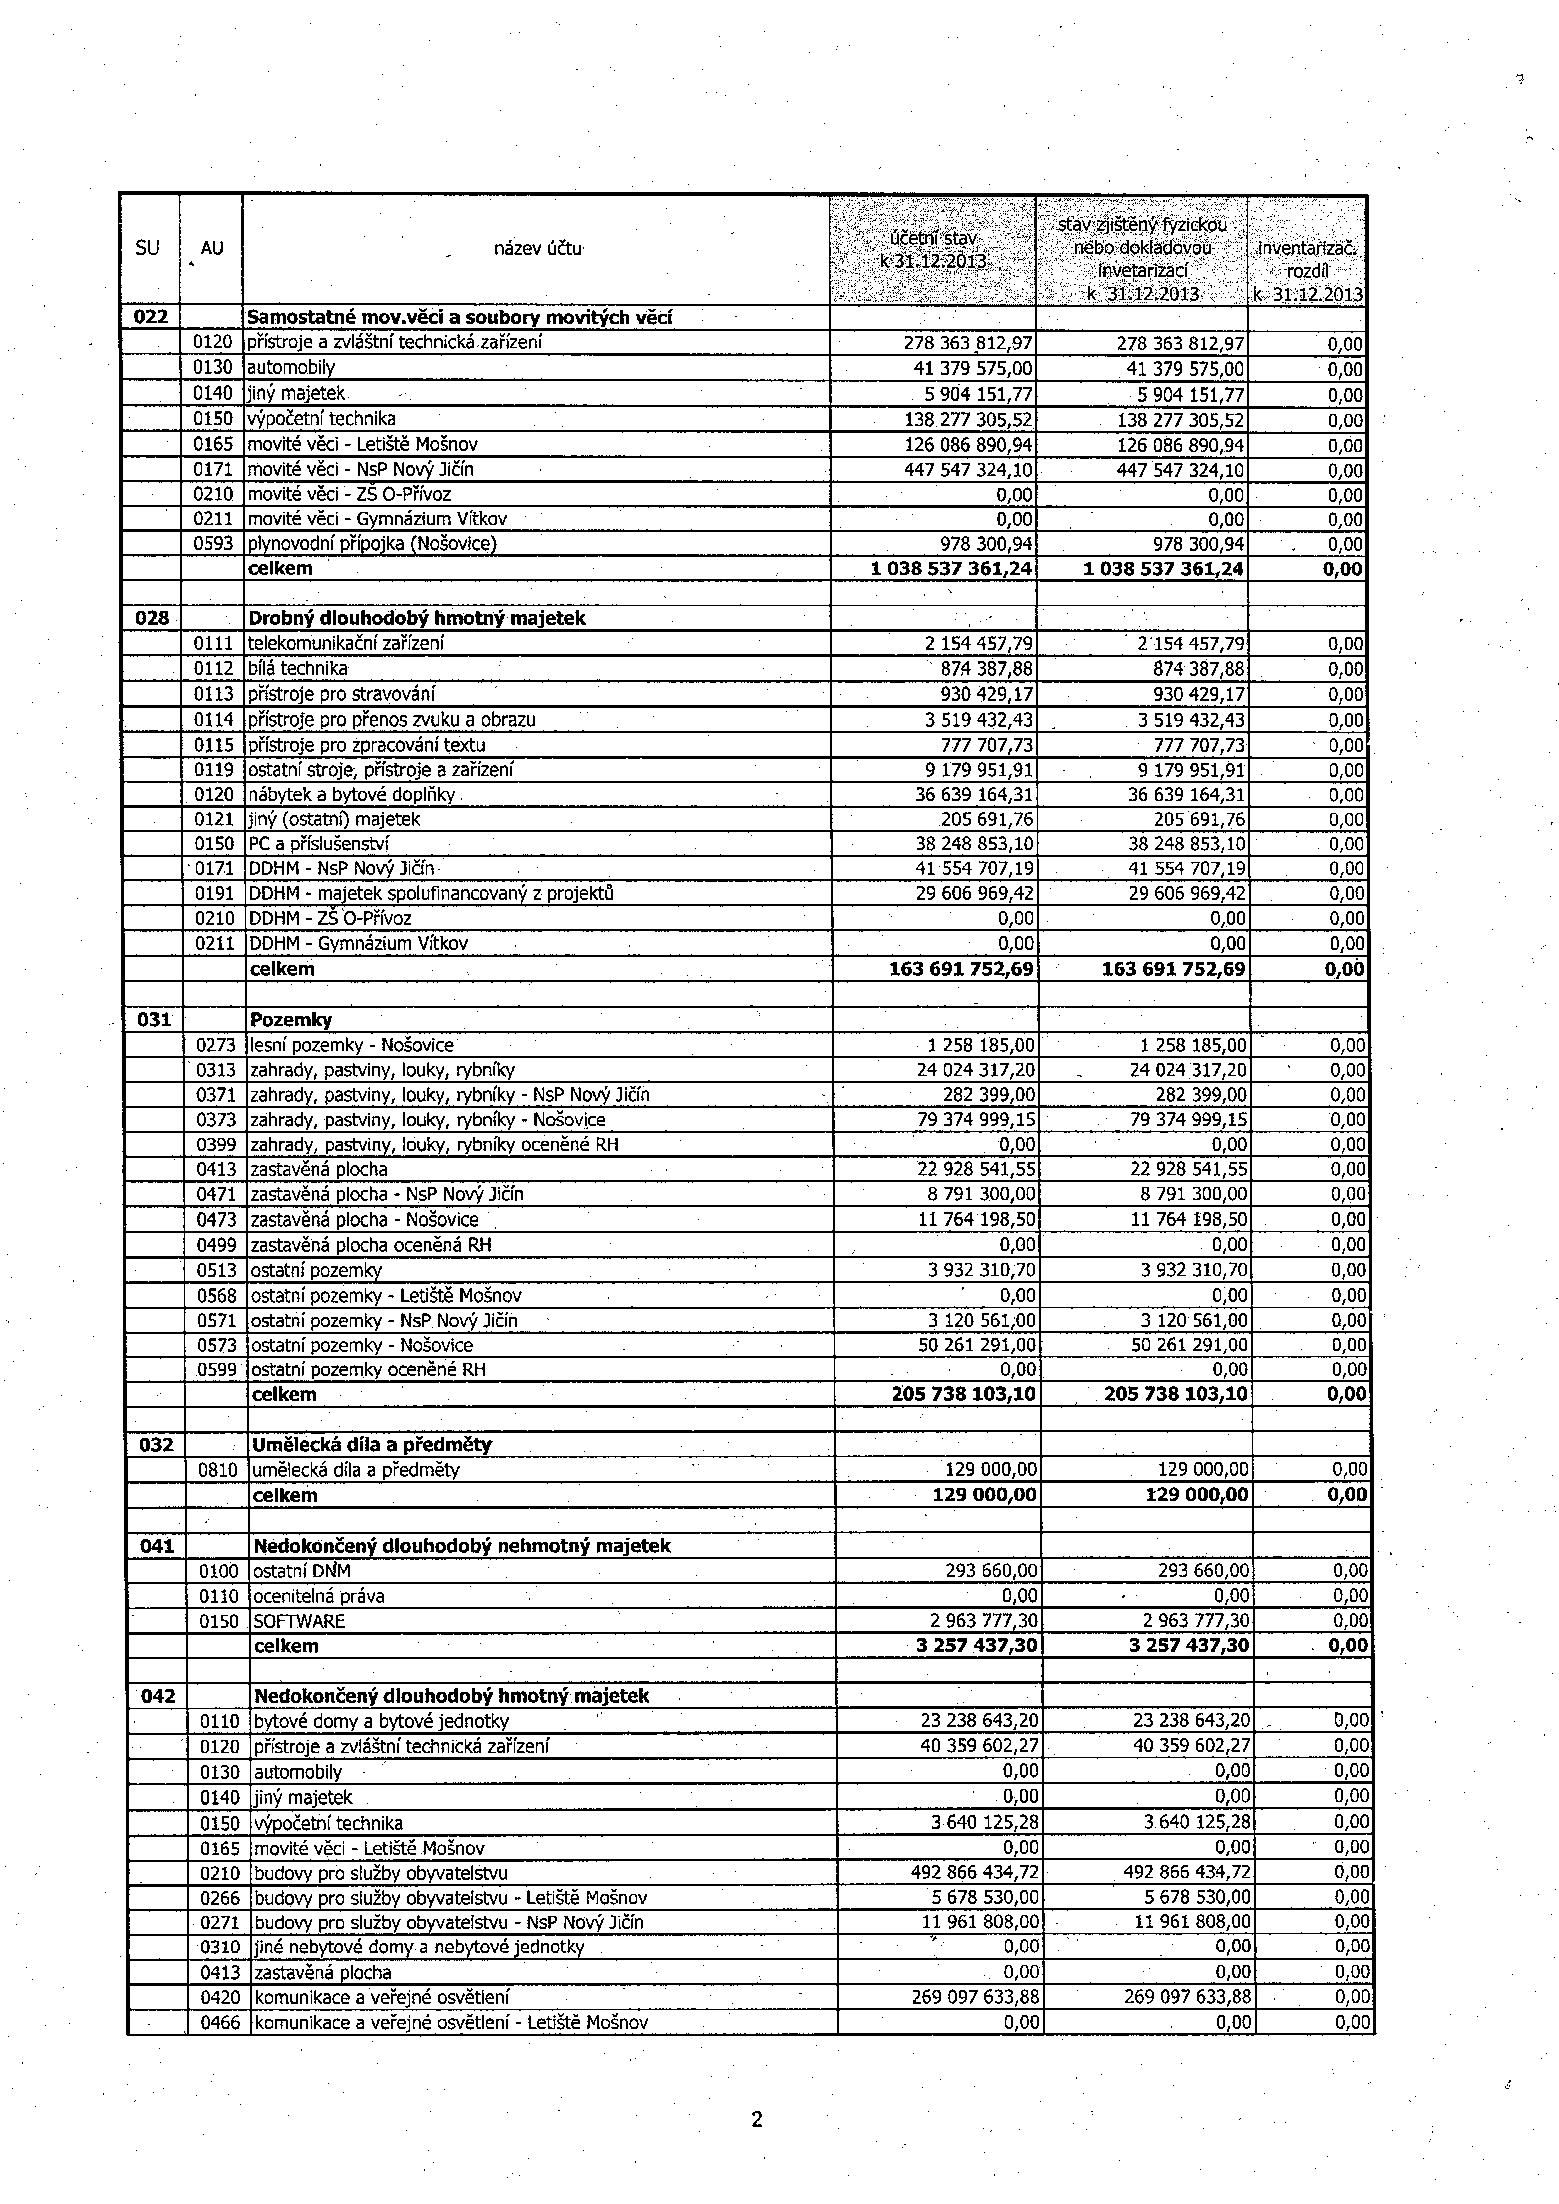 SU AU název účtu účetní stav k 31.12.2013 stav zjištěný fyzickou nebo dokladovou invetarizací k 31.12.2013 inventarizač. rozdíl k 31.12.2013
022 Samostatné mov.věci a soubory movitých věcí
0120 přístroje a zvláštní technická zařízení 278 363 812,97 278 363 812,97 0,00
0130 automobily 41 379 575,00 41 379 575,00 0,00
0140 jiný majetek 5 904 151,77 5 904 151,77 0,00
0150 výpočetní technika 138 277 305,52 138 277 305,52 0,00
0165 movité věci - Letiště Mošnov 126 086 890,94 126 086 890,94 0,00
0171 movité věci - NsP Nový Jičín 447 547 324,10 447 547 324,10 0,00
0210 movité věci - ZŠ O-Přívoz 0,00 0,00 0,00
0211 movité věci - Gymnázium Vítkov 0,00 0,00 0,00
0593 plynovodní přípojka (Nošovice) 978 300,94 978 300,94 0,00
celkem 1 038 537 361,24 1 038 537 361,24 0,00
028 Drobný dlouhodobý hmotný majetek
0111 telekomunikační zařízení 2 154 457,79 2 154 457,79 0,00
0112 bílá technika 874 387,88 874 387,88 0,00
0113 přístroje pro stravování 930 429,17 930 429,17 0,00
0114 přístroje pro přenos zvuku a obrazu 3 519 432,43 3 519 432,43 0,00
0115 přístroje pro zpracování textu 777 707,73 777 707,73 0,00
0119 ostatní stroje, přístroje a zařízení 9 179 951,91 9 179 951,91 0,00
0120 nábytek a bytové doplňky 36 639 164,31 36 639 164,31 0,00
0121 jiný (ostatní) majetek 205 691,76 205 691,76 0,00
0150 PC a příslušenství 38 248 853,10 38 248 853,10 0,00
0171 DDHM - NsP Nový Jičín 41 554 707,19 41 554 707,19 0,00
0191 DDHM - majetek spolufinancovaný z projektů 29 606 969,42 29 606 969,42 0,00
0210 DDHM - ZŠ O-Přívoz 0,00 0,00 0,00
0211 DDHM - Gymnázium Vítkov 0,00 0,00 0,00
celkem 163 691 752,69 163 691 752,69 0,00
031 Pozemky
0273 lesní pozemky - Nošovice 1 258 185,00 1 258 185,00 0,00
0313 zahrady, pastviny, louky, rybníky 24 024 317,20 24 024 317,20 0,00
0371 zahrady, pastviny, louky, rybníky - NsP Nový Jičín 282 399,00 282 399,00 0,00
0373 zahrady, pastviny, louky, rybníky - Nošovice 79 374 999,15 79 374 999,15 0,00
0399 zahrady, pastviny, louky, rybníky oceněné RH 0,00 0,00 0,00
0413 zastavěná plocha 22 928 541,55 22 928 541,55 0,00
0471 zastavěná plocha - NsP Nový Jičín 8 791 300,00 8 791 300,00 0,00
0473 zastavěná plocha - Nošovice 11 764 198,50 11 764 198,50 0,00
0499 zastavěná plocha oceněná RH 0,00 0,00 0,00
0513 ostatní pozemky 3 932 310,70 3 932 310,70 0,00
0568 ostatní pozemky - Letiště Mošnov 0,00 0,00 0,00
0571 ostatní pozemky - NsP Nový Jičín 3 120 561,00 3 120 561,00 0,00
0573 ostatní pozemky - Nošovice 50 261 291,00 50 261 291,00 0,00
0599 ostatní pozemky oceněné RH 0,00 0,00 0,00
celkem 205 738 103,10 205 738 103,10 0,00
032 Umělecká díla a předměty
0810 umělecká díla a předměty 129 000,00 129 000,00 0,00
celkem 129 000,00 129 000,00 0,00
041 Nedokončený dlouhodobý nehmotný majetek
0100 ostatní DNM 293 660,00 293 660,00 0,00
0110 ocenitelná práva 0,00 0,00 0,00
0150 SOFTWARE 2 963 777,30 2 963 777,30 0,00
celkem 3 257 437,30 3 257 437,30 0,00
042 Nedokončený dlouhodobý hmotný majetek
0110 bytové domy a bytové jednotky 23 238 643,20 23 238 643,20 0,00
0120 přístroje a zvláštní technická zařízení 40 359 602,27 40 359 602,27 0,00
0130 automobily 0,00 0,00 0,00
0140 jiný majetek 0,00 0,00 0,00
0150 výpočetní technika 3 640 125,28 3 640 125,28 0,00
0165 movité věci - Letiště Mošnov 0,00 0,00 0,00
0210 budovy pro služby obyvatelstvu 492 866 434,72 492 866 434,72 0,00
0266 budovy pro služby obyvatelstvu - Letiště Mošnov 5 678 530,00 5 678 530,00 0,00
0271 budovy pro služby obyvatelstvu - NsP Nový Jičín 11 961 808,00 11 961 808,00 0,00
0310 jiné nebytové domy a nebytové jednotky 0,00 0,00 0,00
0413 zastavěná plocha 0,00 0,00 0,00
0420 komunikace a veřejné osvětlení 269 097 633,88 269 097 633,88 0,00
0466 komunikace a veřejné osvětlení - Letiště Mošnov 0,00 0,00 0,00
2